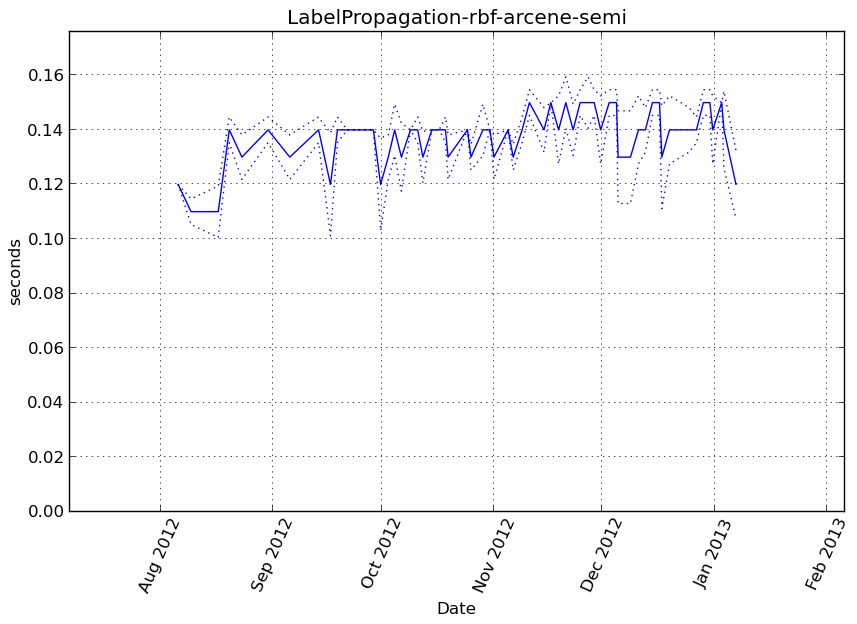 LabelPropagation-rbf-arcene-semi
0.16
0.14
0.12
0.10
0.08
0.06
0.04
0.02
0.00
seconds
Aug 2012
Sep 2012
Oct 2012
Nov 2012
Dec 2012
Jan 2013
Feb 2013
Date